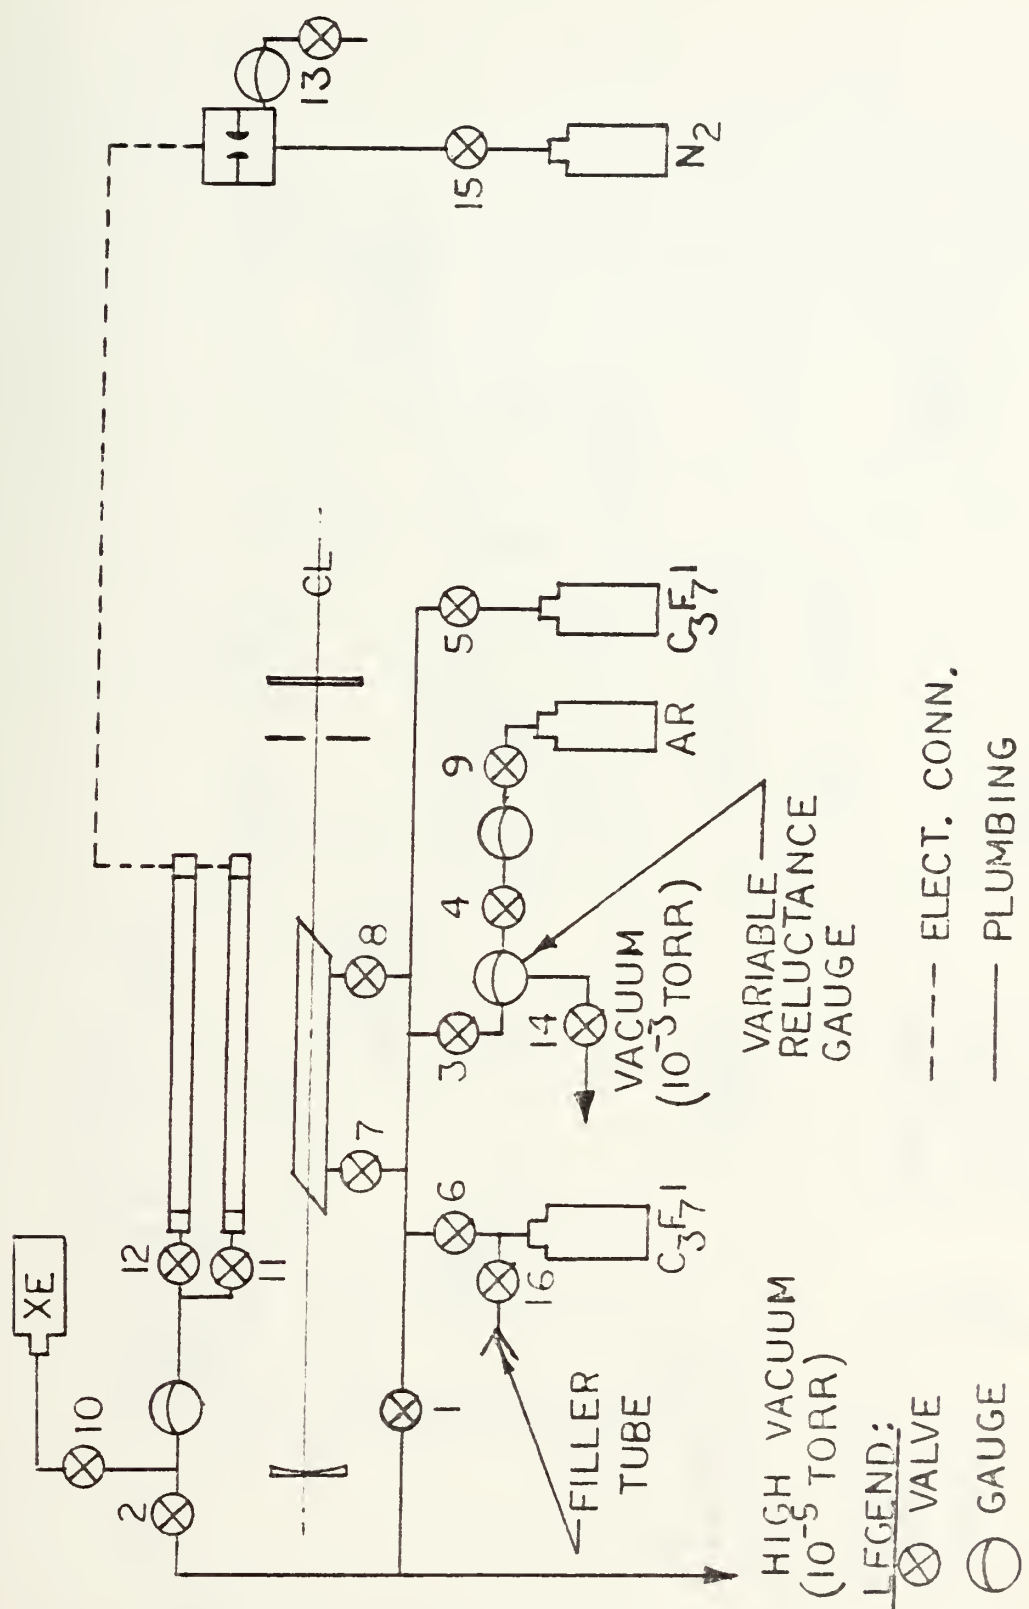 XE
10
2
12
11
13
15
N2
CL
7
8
1
6
16
3
14
4
9
5
C3F7I
AR
C3F7I
FILLER
TUBE
VACUUM
(10-3 TORR)
VARIABLE
RELUCTANCE
GAUGE
HIGH VACUUM
(10-5 TORR)
LEGEND:
VALVE
GAUGE
ELECT. CONN.
PLUMBING